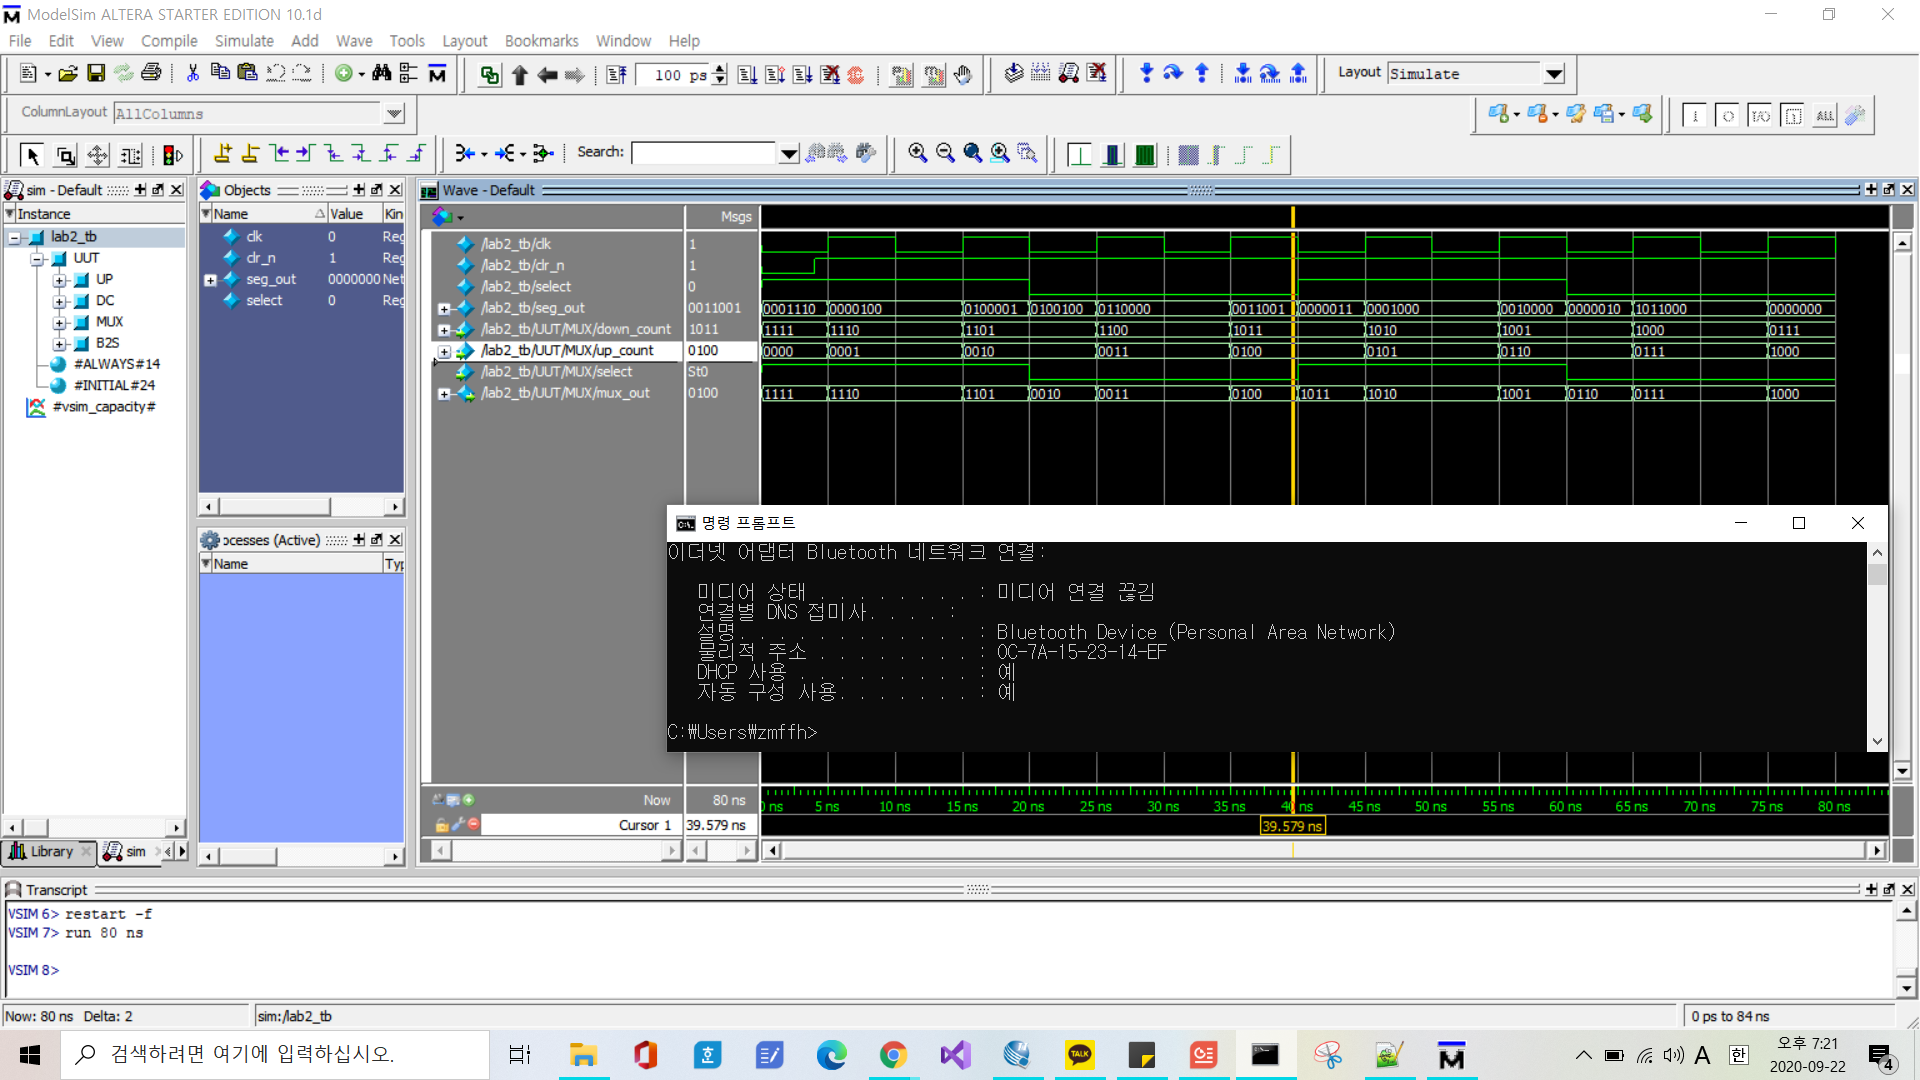 ModelSim ALTERA STARTER EDITION 10.1d
File Edit View Compile Simulate Add Wave Tools Layout Bookmarks Window Help
100 ps
Layout Simulate
ColumnLayout AllColumns
I O I/O ALL
Search:
sim - Default
Instance
lab2_tb
UUT
UP
DC
MUX
B2S
#ALWAYS#14
#INITIAL#24
#vsim_capacity#
Library sim
Objects
Name Value Kin
clk 0 Reg
clr_n 1 Reg
seg_out 0000000 Net
select 0 Reg
ocesses (Active)
Name Typ
Wave - Default
Msgs
/lab2_tb/clk 1
/lab2_tb/clr_n 1
/lab2_tb/select 0
/lab2_tb/seg_out 0011001 0001110 0000100 0100001 0100100 0110000 0011001 0000011 0001000 0010000 0000010 1011000 0000000
/lab2_tb/UUT/MUX/down_count 1011 1111 1110 1101 1100 1011 1010 1001 1000 0111
/lab2_tb/UUT/MUX/up_count 0100 0000 0001 0010 0011 0100 0101 0110 0111 1000
/lab2_tb/UUT/MUX/select St0
/lab2_tb/UUT/MUX/mux_out 0100 1111 1110 1101 0010 0011 0100 1011 1010 1001 0110 0111 1000
명령 프롬프트
이더넷 어댑터 Bluetooth 네트워크 연결:
미디어 상태 . . . . . . . . : 미디어 연결 끊김
연결별 DNS 접미사. . . . :
설명. . . . . . . . . . . . : Bluetooth Device (Personal Area Network)
물리적 주소 . . . . . . . . : 0C-7A-15-23-14-EF
DHCP 사용 . . . . . . . . . : 예
자동 구성 사용. . . . . . . : 예
C:₩Users₩zmffh>
Now 80 ns ns 5 ns 10 ns 15 ns 20 ns 25 ns 30 ns 35 ns 40 ns 45 ns 50 ns 55 ns 60 ns 65 ns 70 ns 75 ns 80 ns
Cursor 1 39.579 ns 39.579 ns
Transcript
VSIM 6> restart -f
VSIM 7> run 80 ns
VSIM 8>
Now: 80 ns Delta: 2 sim:/lab2_tb 0 ps to 84 ns
검색하려면 여기에 입력하십시오.
TALK
A 한
오후 7:21
2020-09-22
4